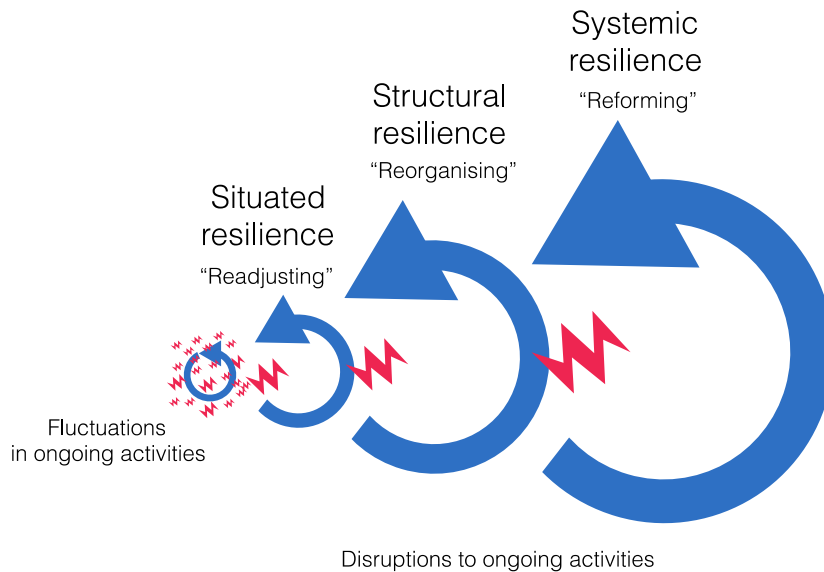 Systemic
resilience
“Reforming”
Structural
resilience
“Reorganising”
Situated
resilience
“Readjusting”
Fluctuations
in ongoing activities
Disruptions to ongoing activities